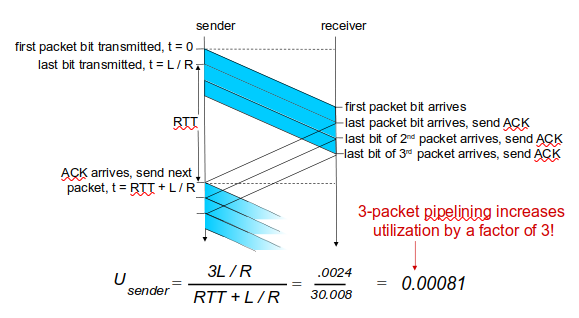 sender
receiver
first packet bit transmitted, t = 0
last bit transmitted, t = L / R
first packet bit arrives
RTT
last packet bit arrives, send ACK
last bit of 2nd packet arrives, send ACK
last bit of 3rd packet arrives, send ACK
ACK arrives, send next
packet, t = RTT + L / R
3-packet pipelining increases
utilization by a factor of 3!
U sender = 3L / R / RTT + L / R = .0024 / 30.008 = 0.00081